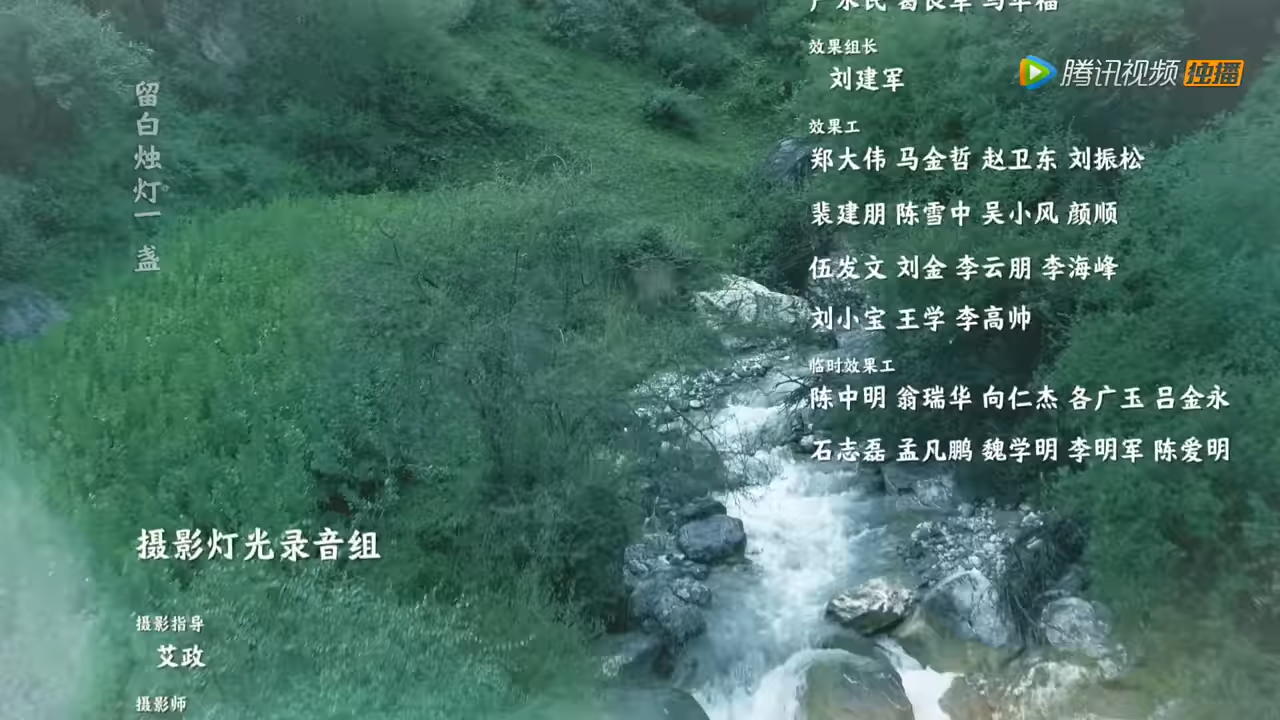 效果组长
刘建军
腾讯视频 独播
留白烛灯一盏
效果工
郑大伟 马金哲 赵卫东 刘振松
裴建朋 陈雪中 吴小风 颜顺
伍发文 刘金 李云朋 李海峰
刘小宝 王学 李高帅
临时效果工
陈中明 翁瑞华 向仁杰 各广玉 吕金永
石志磊 孟凡鹏 魏学明 李明军 陈爱明
摄影灯光录音组
摄影指导
艾政
摄影师